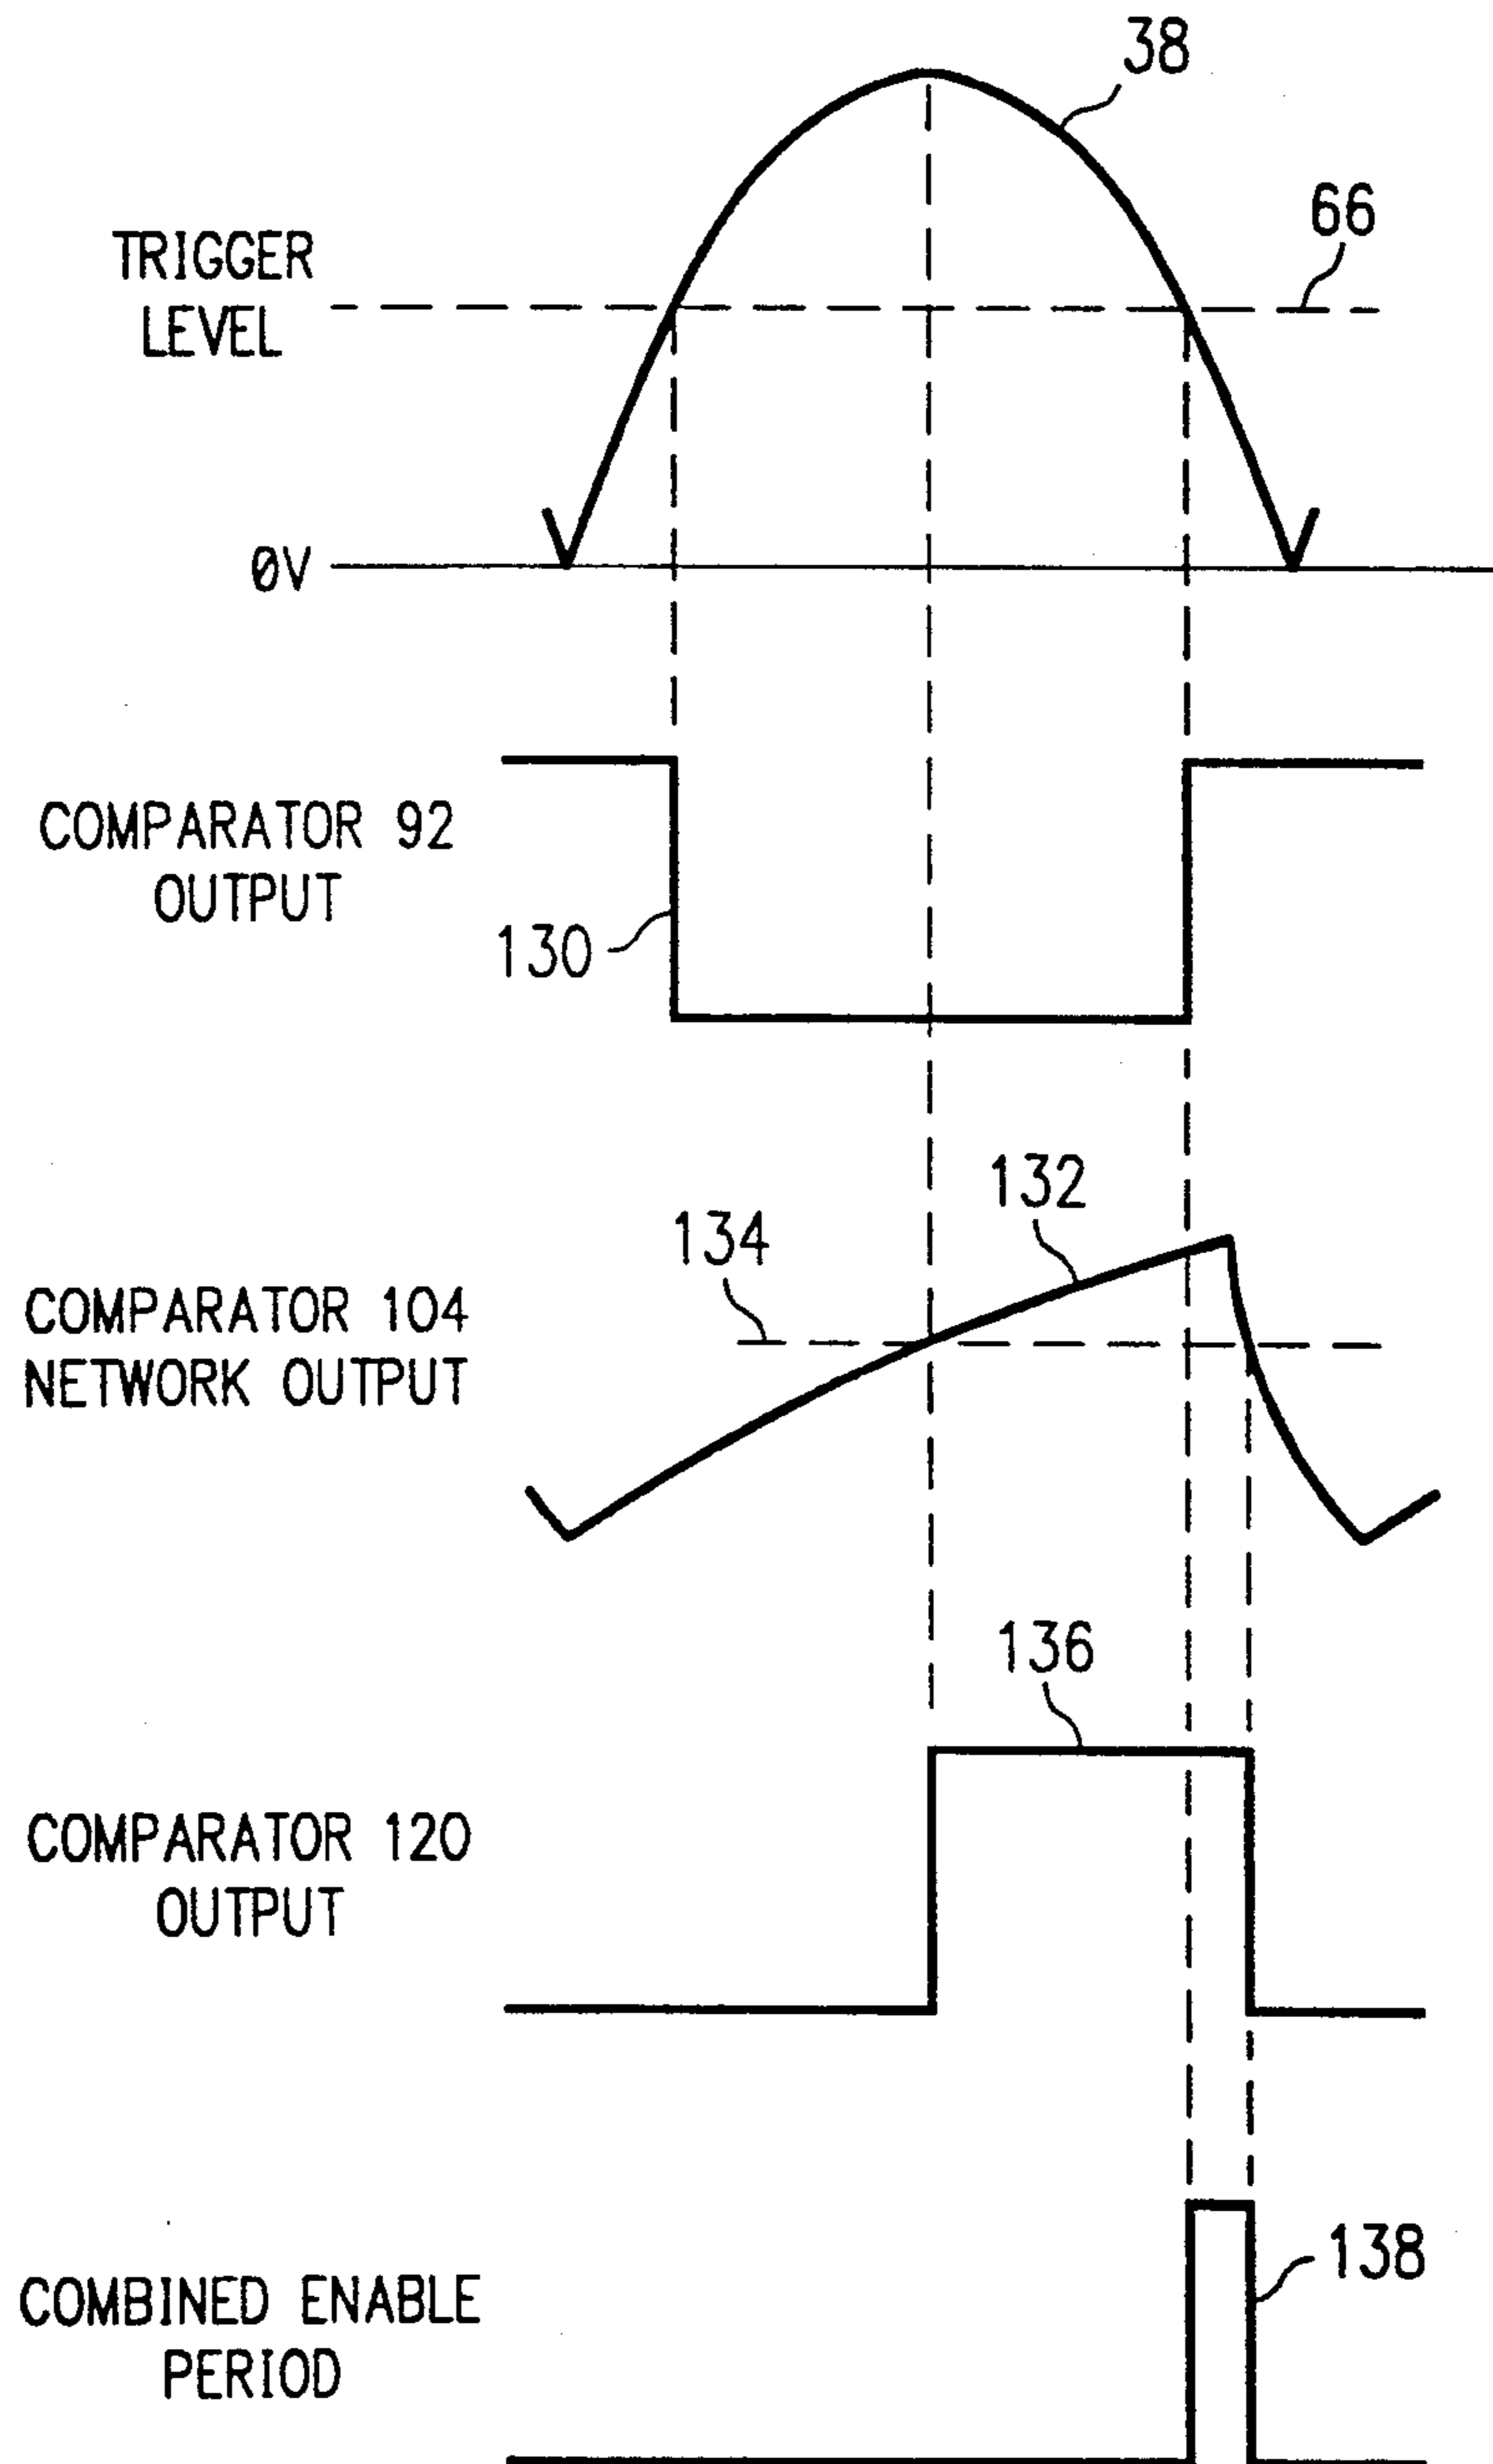 38
66
TRIGGER
LEVEL
0V
COMPARATOR 92
OUTPUT
130
132
134
COMPARATOR 104
NETWORK OUTPUT
136
COMPARATOR 120
OUTPUT
138
COMBINED ENABLE
PERIOD